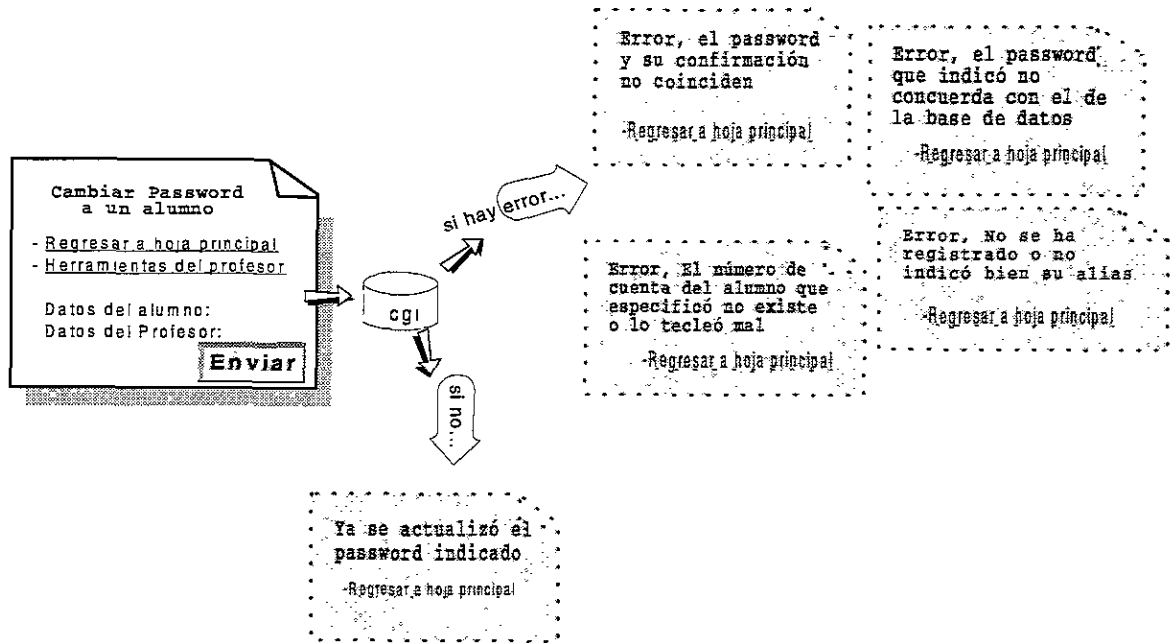 Cambiar Password
a un alumno
- Regresar a hoja principal
- Herramientas del profesor
Datos del alumno:
Datos del Profesor:
Enviar
cgi
si hay error...
si no...
Error, el password
y su confirmación
no coinciden
-Regresar a hoja principal
Error, el password
que indicó no
concuerda con el de
la base de datos
-Regresar a hoja principal
Error, El número de
cuenta del alumno que
especificó no existe
o lo tecleó mal
-Regresar a hoja principal
Error, No se ha
registrado o no
indicó bien su alias
-Regresar a hoja principal
Ya se actualizó el
password indicado
-Regresar a hoja principal